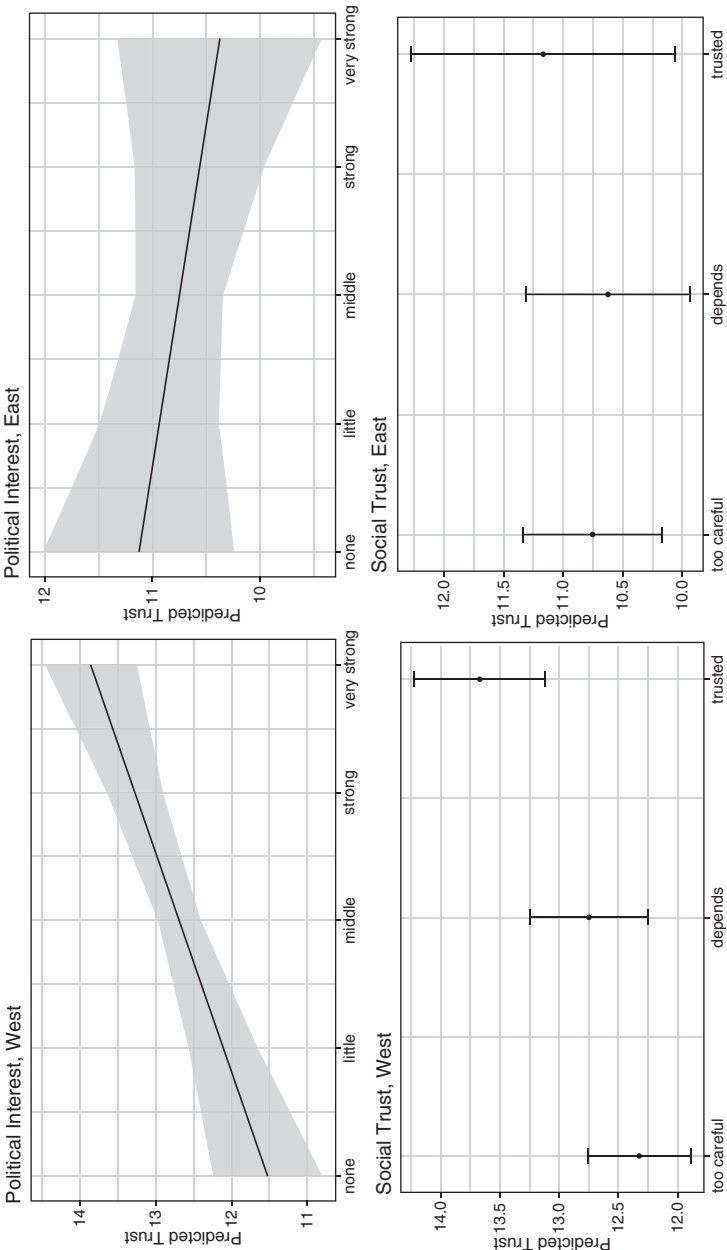 Political Interest, West
Predicted Trust
14
13
12
11
none
little
middle
strong
very strong
Political Interest, East
Predicted Trust
12
11
10
none
little
middle
strong
very strong
Social Trust, West
Predicted Trust
14.0
13.5
13.0
12.5
12.0
too careful
depends
trusted
Social Trust, East
Predicted Trust
12.0
11.5
11.0
10.5
10.0
too careful
depends
trusted